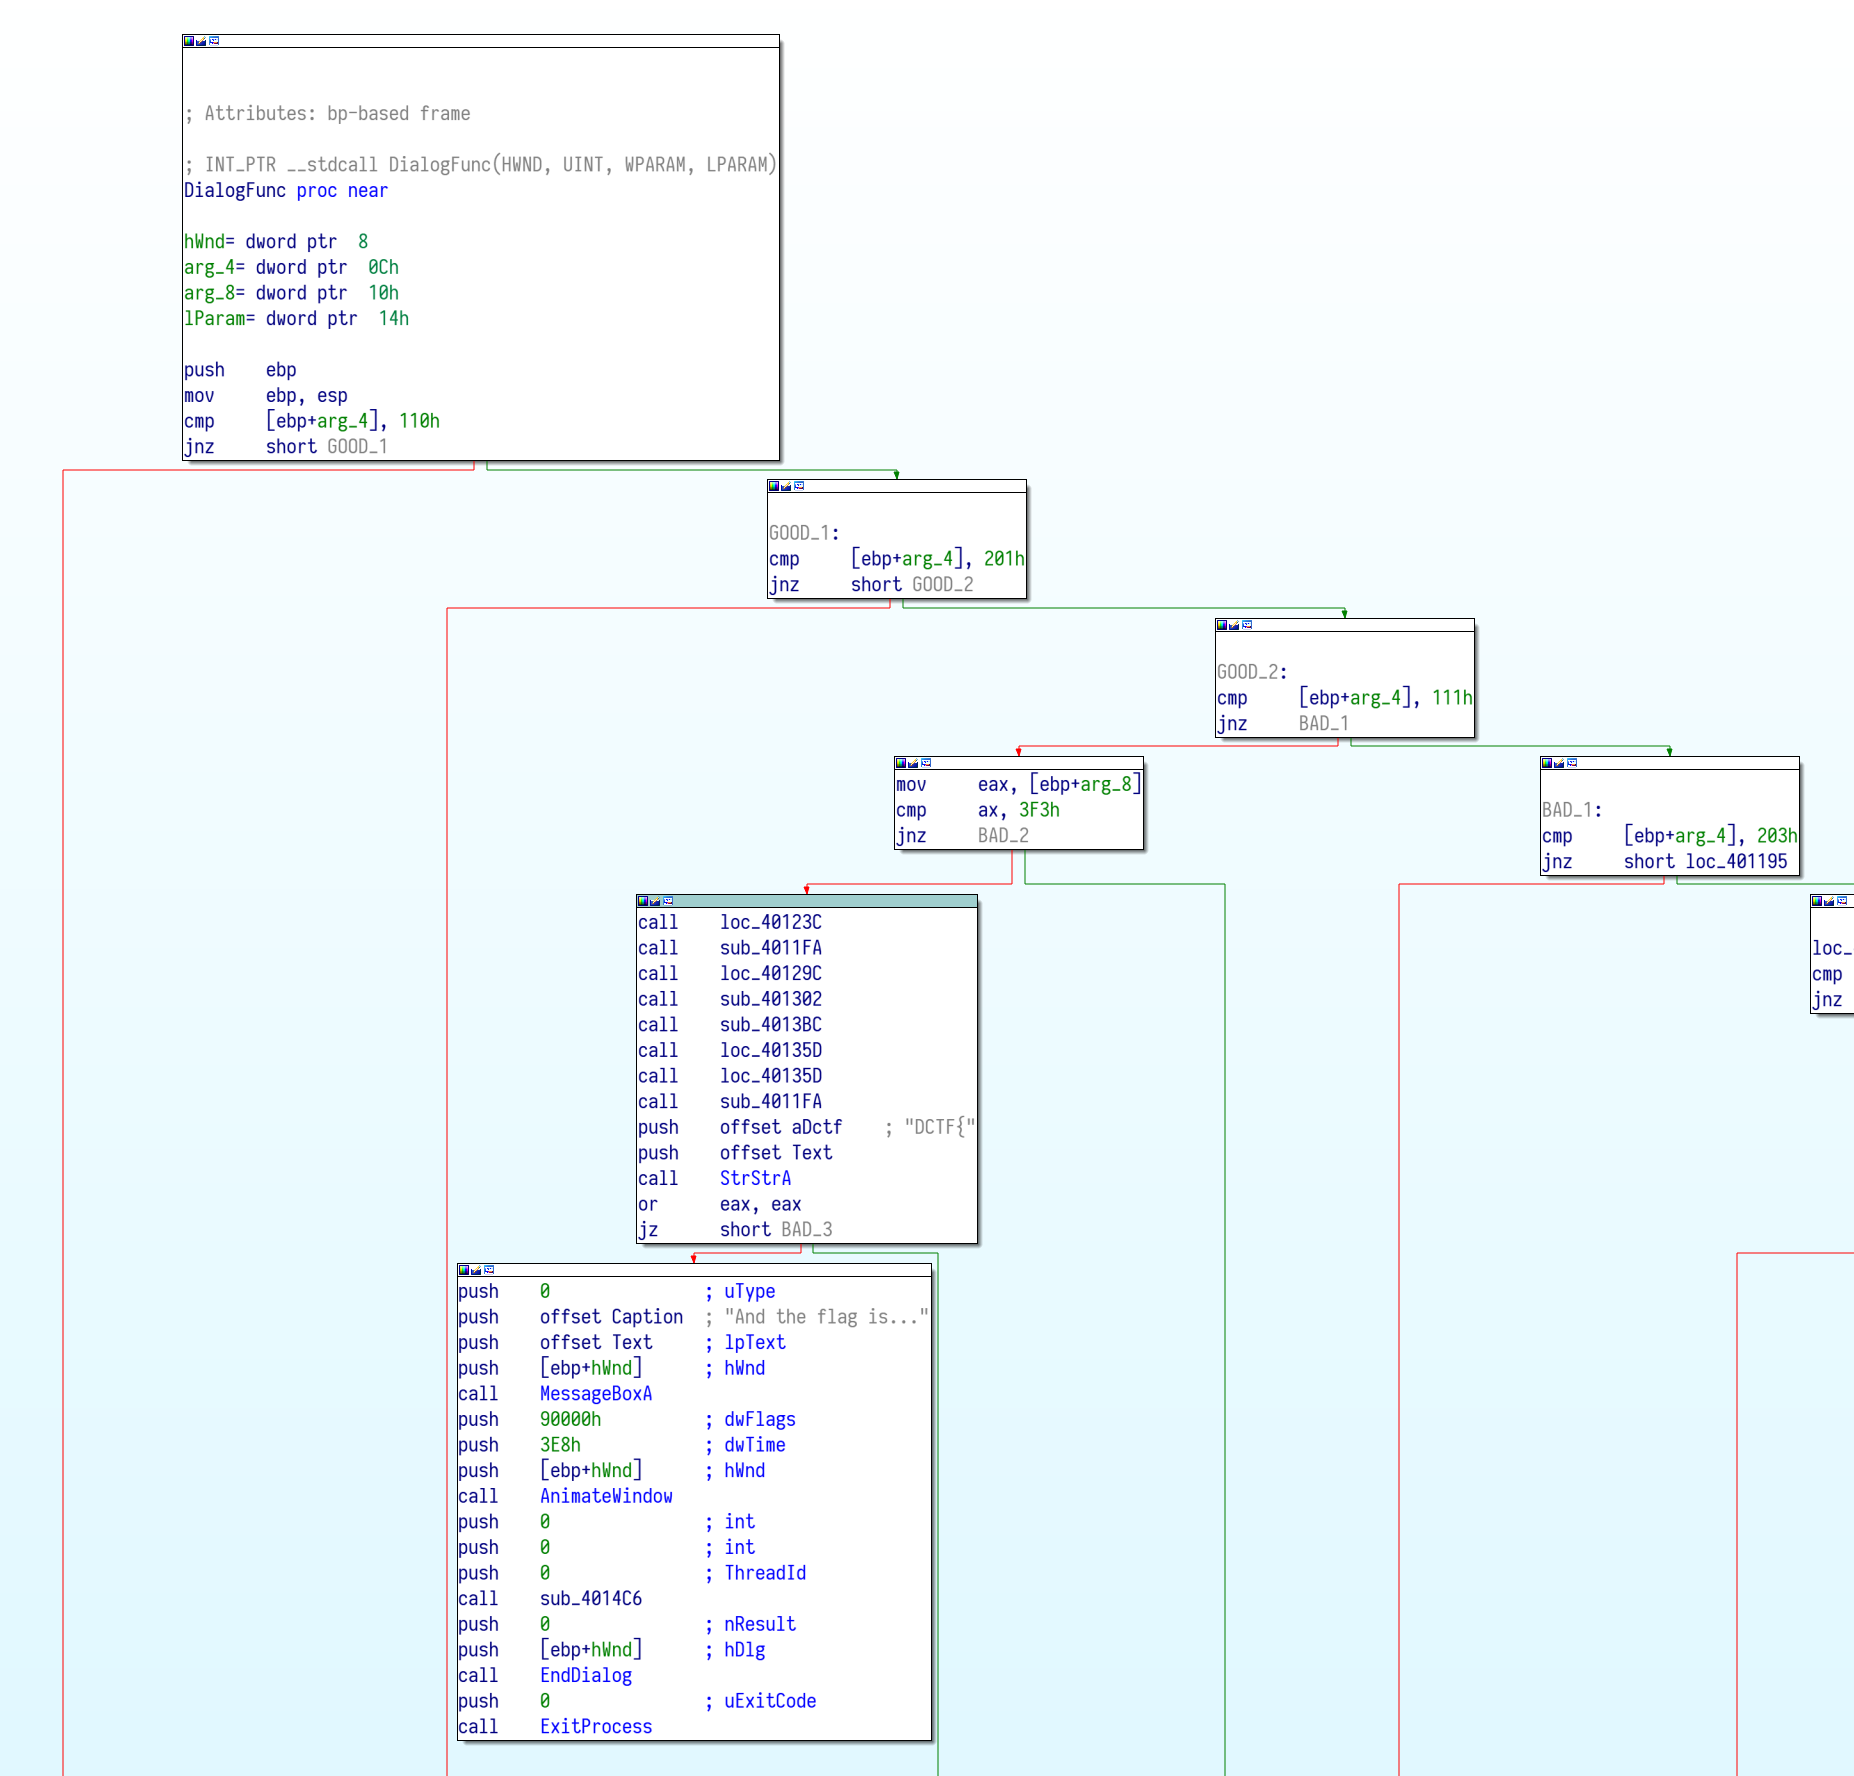 ; Attributes: bp-based frame
; INT_PTR __stdcall DialogFunc(HWND, UINT, WPARAM, LPARAM)
DialogFunc proc near
hWnd= dword ptr  8
arg_4= dword ptr  0Ch
arg_8= dword ptr  10h
lParam= dword ptr  14h
push    ebp
mov     ebp, esp
cmp     [ebp+arg_4], 110h
jnz     short GOOD_1
GOOD_1:
cmp     [ebp+arg_4], 201h
jnz     short GOOD_2
GOOD_2:
cmp     [ebp+arg_4], 111h
jnz     BAD_1
mov     eax, [ebp+arg_8]
cmp     ax, 3F3h
jnz     BAD_2
BAD_1:
cmp     [ebp+arg_4], 203h
jnz     short loc_401195
call    loc_40123C
call    sub_4011FA
call    loc_40129C
call    sub_401302
call    sub_4013BC
call    loc_40135D
call    loc_40135D
call    sub_4011FA
push    offset aDctf    ; "DCTF{"
push    offset Text
call    StrStrA
or      eax, eax
jz      short BAD_3
loc_
cmp
jnz
push    0               ; uType
push    offset Caption  ; "And the flag is..."
push    offset Text     ; lpText
push    [ebp+hWnd]      ; hWnd
call    MessageBoxA
push    90000h          ; dwFlags
push    3E8h            ; dwTime
push    [ebp+hWnd]      ; hWnd
call    AnimateWindow
push    0               ; int
push    0               ; int
push    0               ; ThreadId
call    sub_4014C6
push    0               ; nResult
push    [ebp+hWnd]      ; hDlg
call    EndDialog
push    0               ; uExitCode
call    ExitProcess